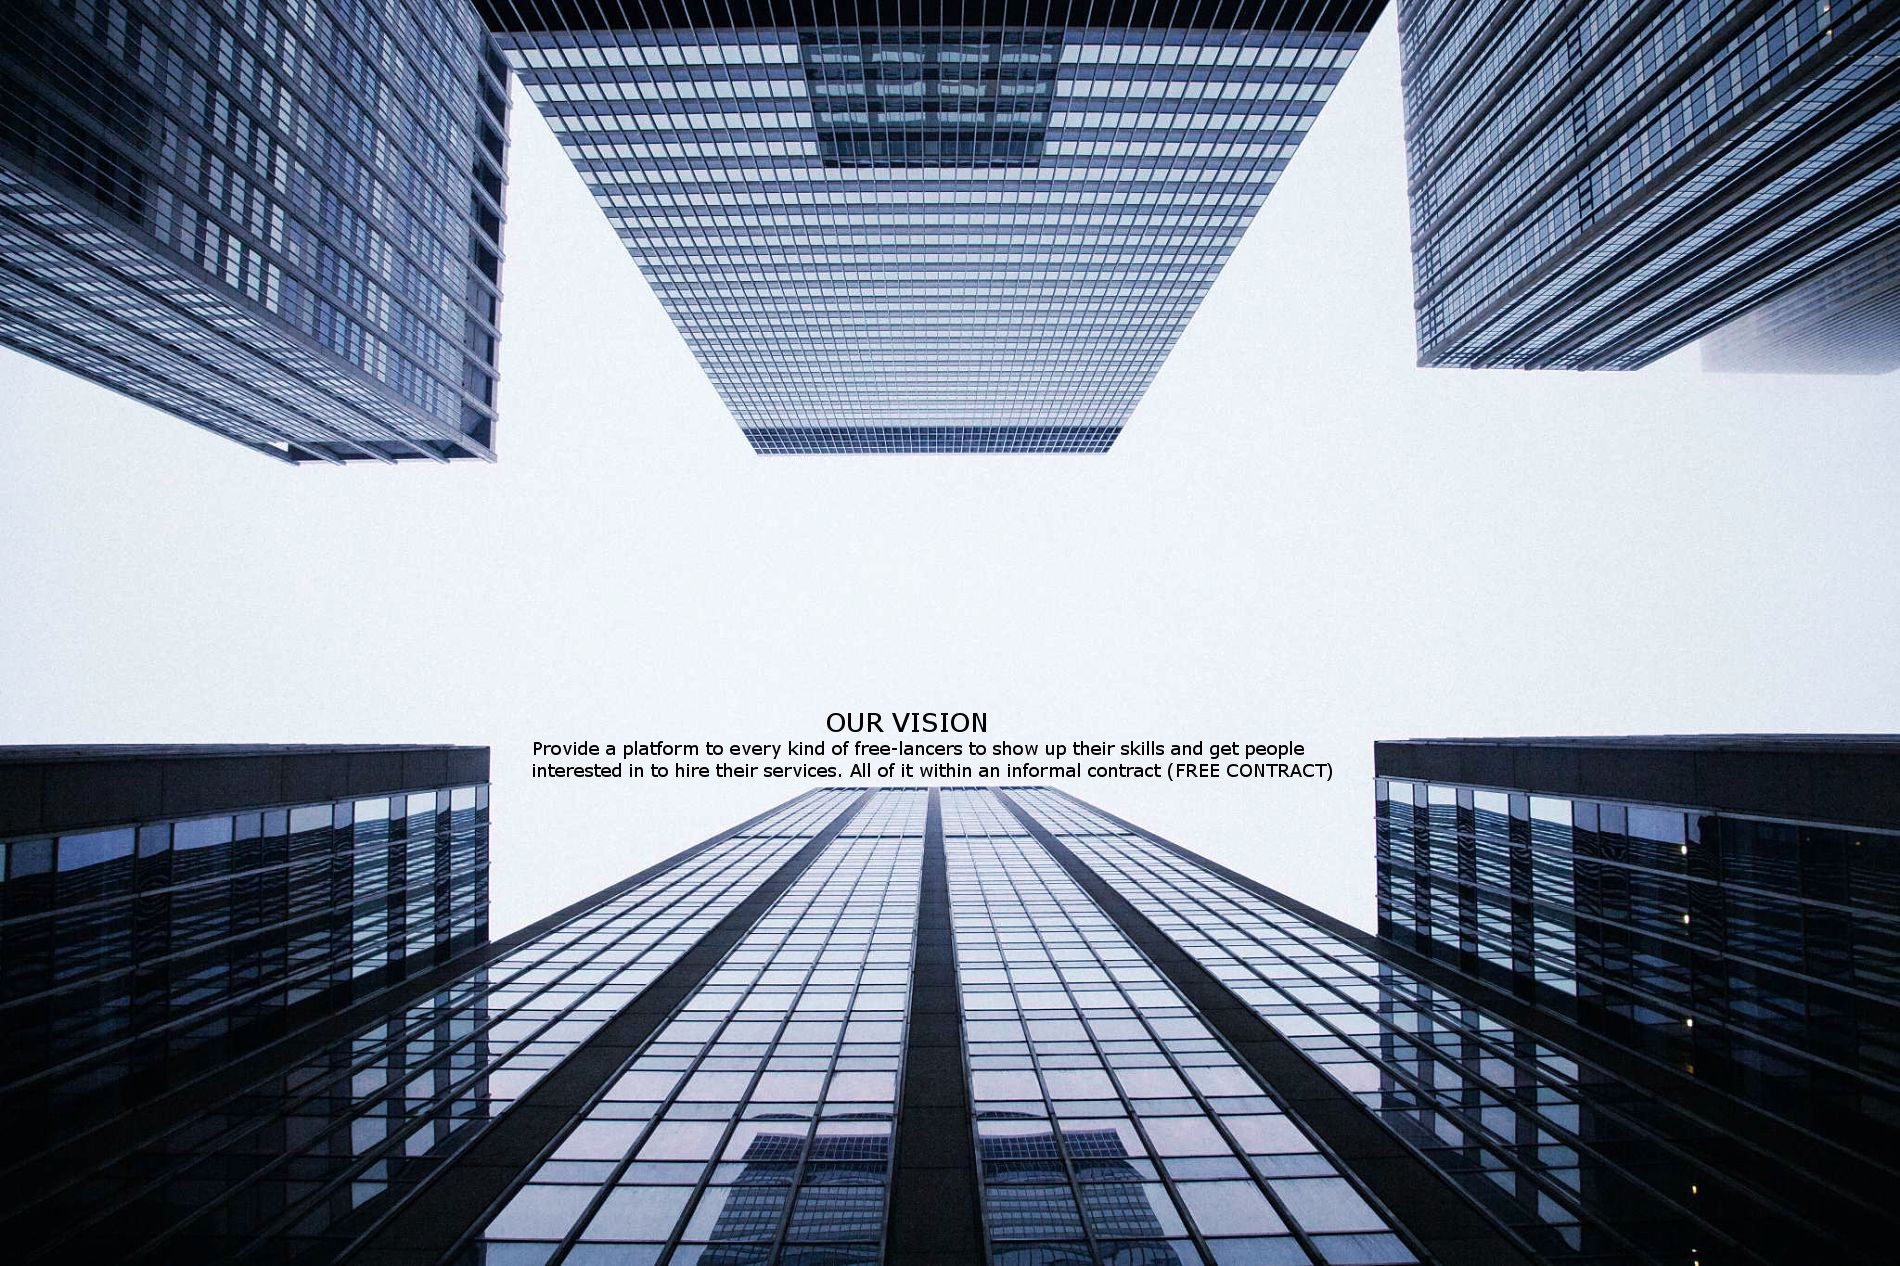 OUR VISION
Provide a platform to every kind of free-lancers to show up their skills and get people
interested in to hire their services. All of it within an informal contract (FREE CONTRACT)